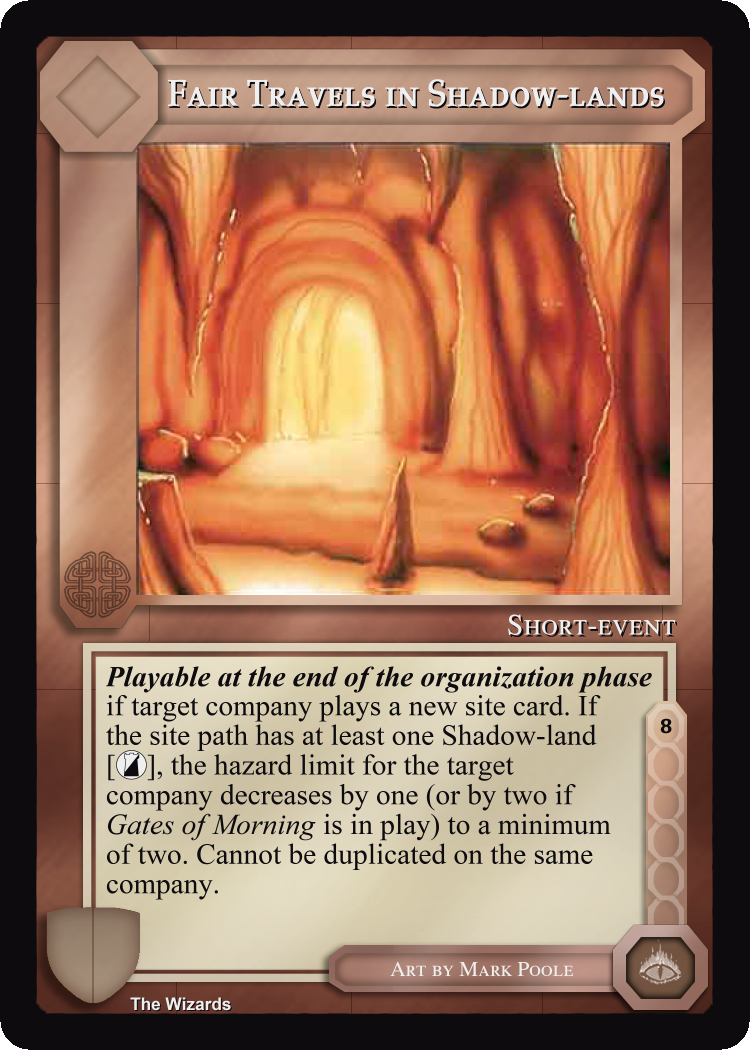 Fair Travels in Shadow-lands
Short-event
Playable at the end of the organization phase
if target company plays a new site card. If
the site path has at least one Shadow-land
[], the hazard limit for the target
company decreases by one (or by two if
Gates of Morning is in play) to a minimum
of two. Cannot be duplicated on the same
company.
8
Art by Mark Poole
The Wizards